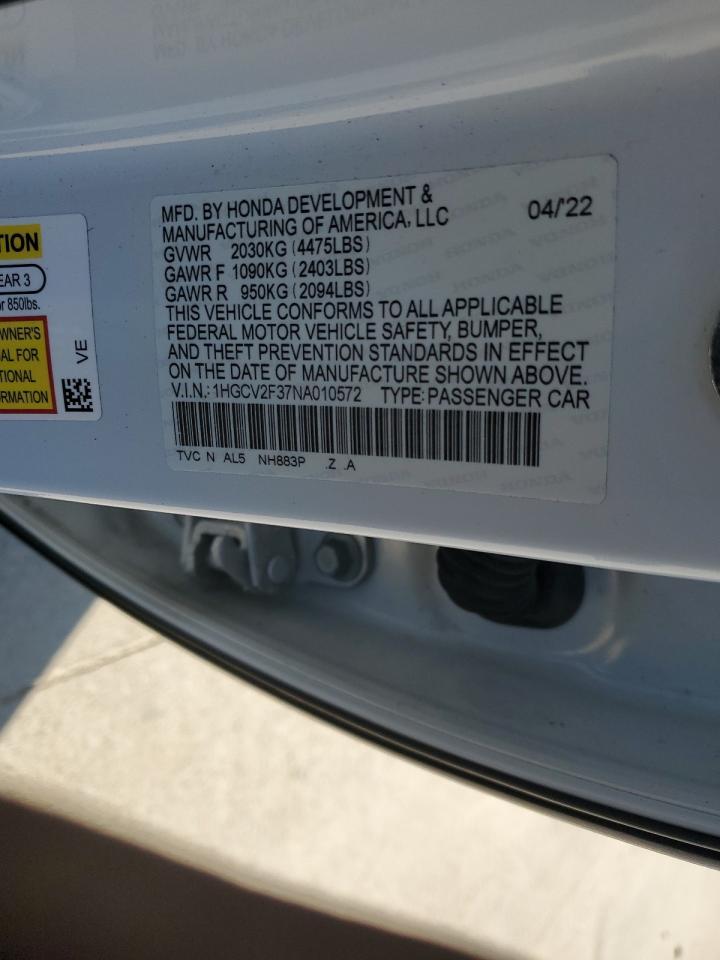 TION
EAR 3
r 850lbs.
WNER'S
AL FOR
TIONAL
FORMATION
VE
MFD. BY HONDA DEVELOPMENT &
MANUFACTURING OF AMERICA, LLC 04/'22
GVWR 2030KG (4475LBS)
GAWR F 1090KG (2403LBS)
GAWR R 950KG (2094LBS)
THIS VEHICLE CONFORMS TO ALL APPLICABLE
FEDERAL MOTOR VEHICLE SAFETY, BUMPER,
AND THEFT PREVENTION STANDARDS IN EFFECT
ON THE DATE OF MANUFACTURE SHOWN ABOVE.
V.I.N.: 1HGCV2F37NA010572 TYPE: PASSENGER CAR
TVC N AL5 NH883P .Z .A